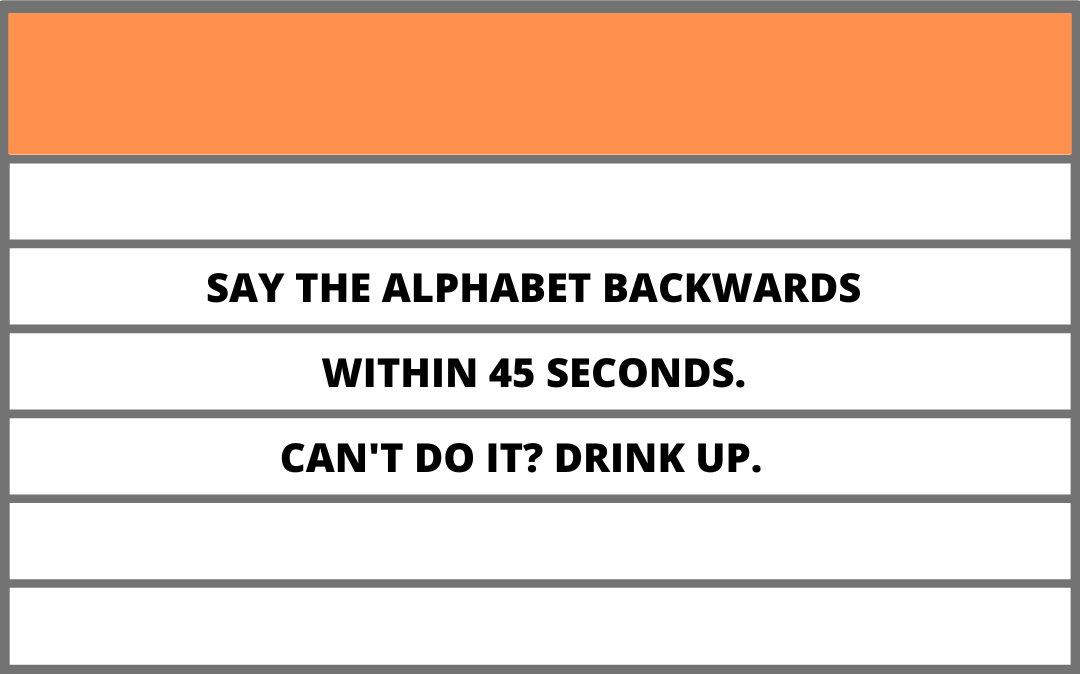 SAY THE ALPHABET BACKWARDS
WITHIN 45 SECONDS.
CAN'T DO IT? DRINK UP.